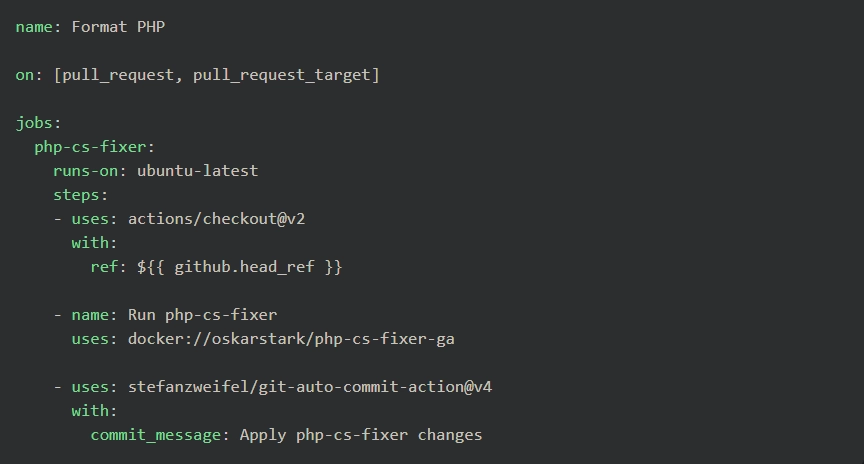 name: Format PHP
on: [pull_request, pull_request_target]
jobs:
  php-cs-fixer:
    runs-on: ubuntu-latest
    steps:
    - uses: actions/checkout@v2
      with:
        ref: ${{ github.head_ref }}
    - name: Run php-cs-fixer
      uses: docker://oskarstark/php-cs-fixer-ga
    - uses: stefanzweifel/git-auto-commit-action@v4
      with:
        commit_message: Apply php-cs-fixer changes